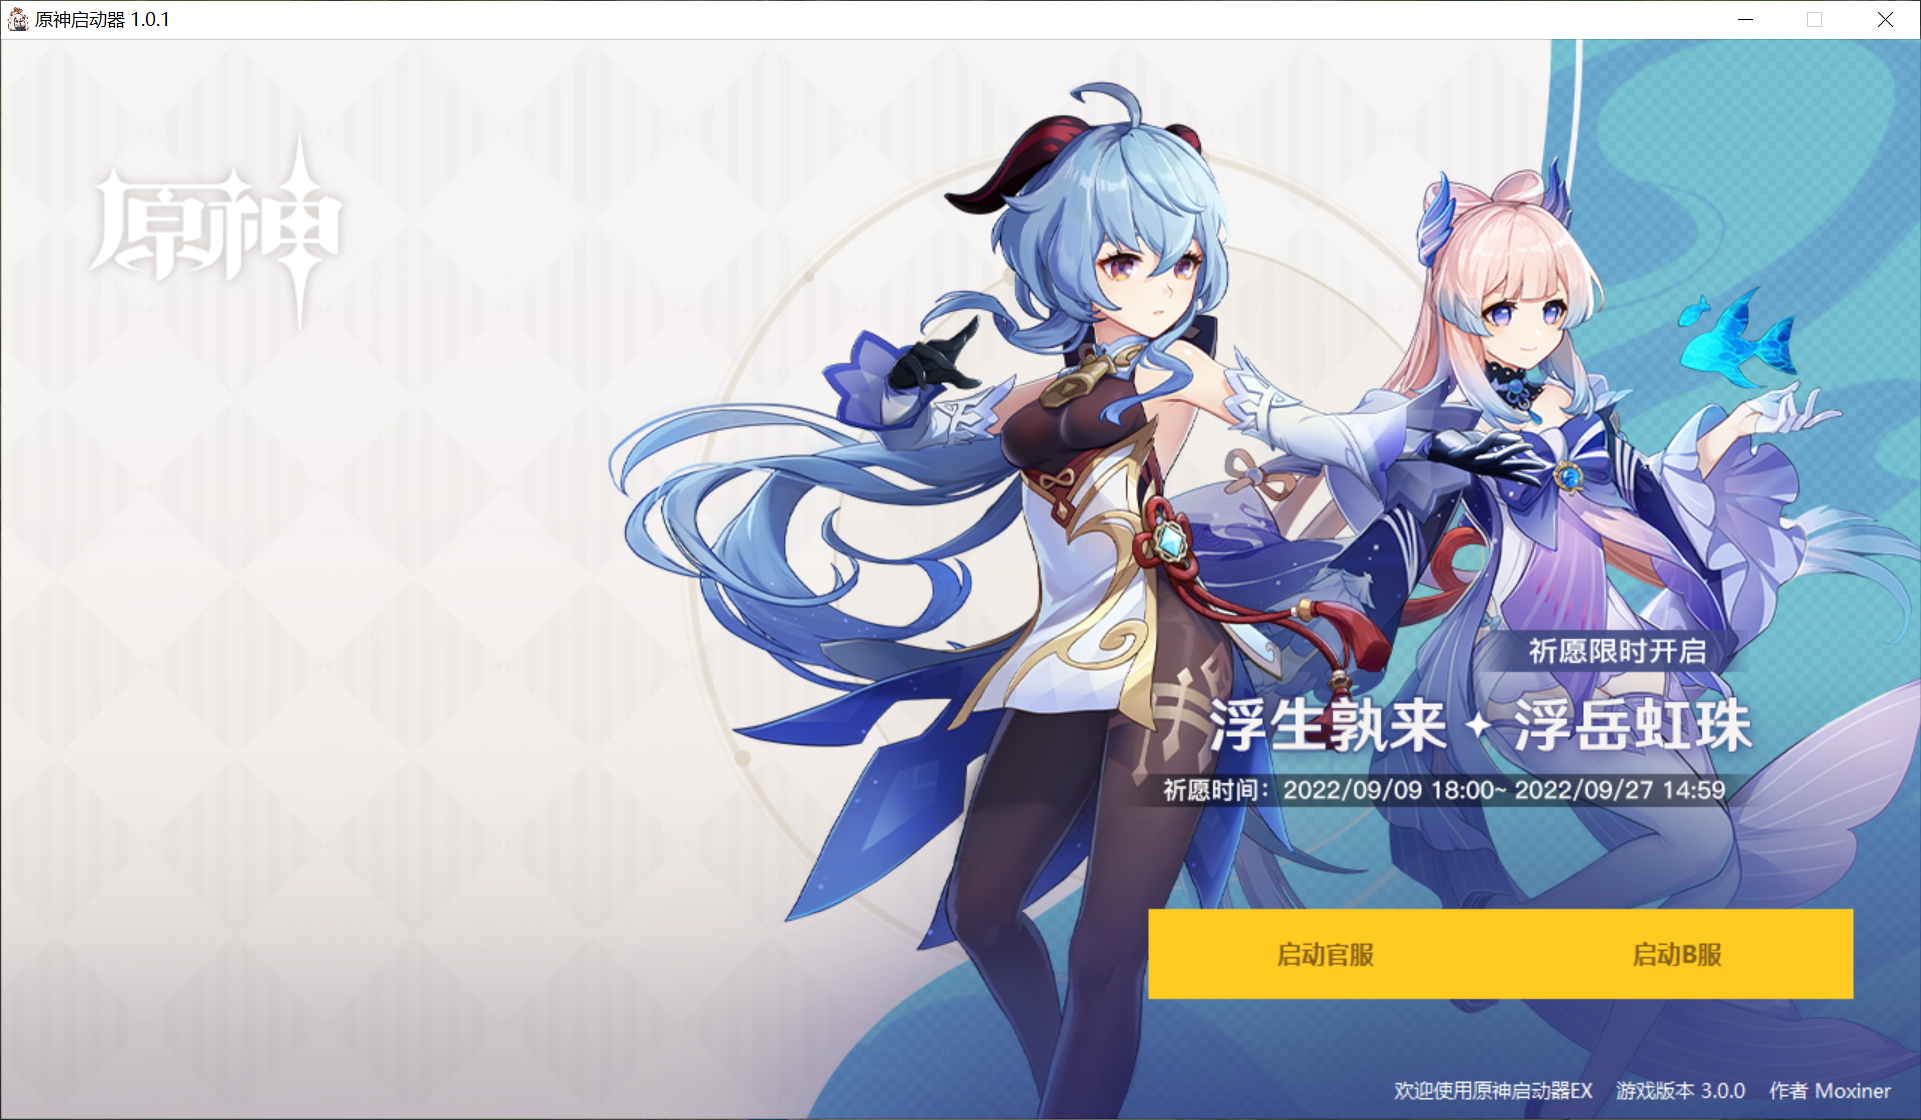 原神启动器 1.0.1
原神
祈愿限时开启
浮生孰来 ✦ 浮岳虹珠
祈愿时间：2022/09/09 18:00~ 2022/09/27 14:59
启动官服
启动B服
欢迎使用原神启动器EX 游戏版本 3.0.0 作者 Moxiner